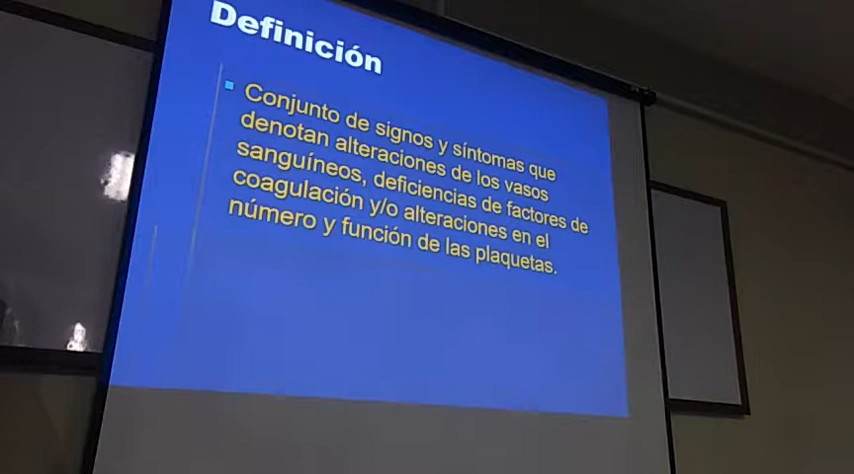 Definición
Conjunto de signos y síntomas que
denotan alteraciones de los vasos
sanguíneos, deficiencias de factores de
coagulación y/o alteraciones en el
número y función de las plaquetas.